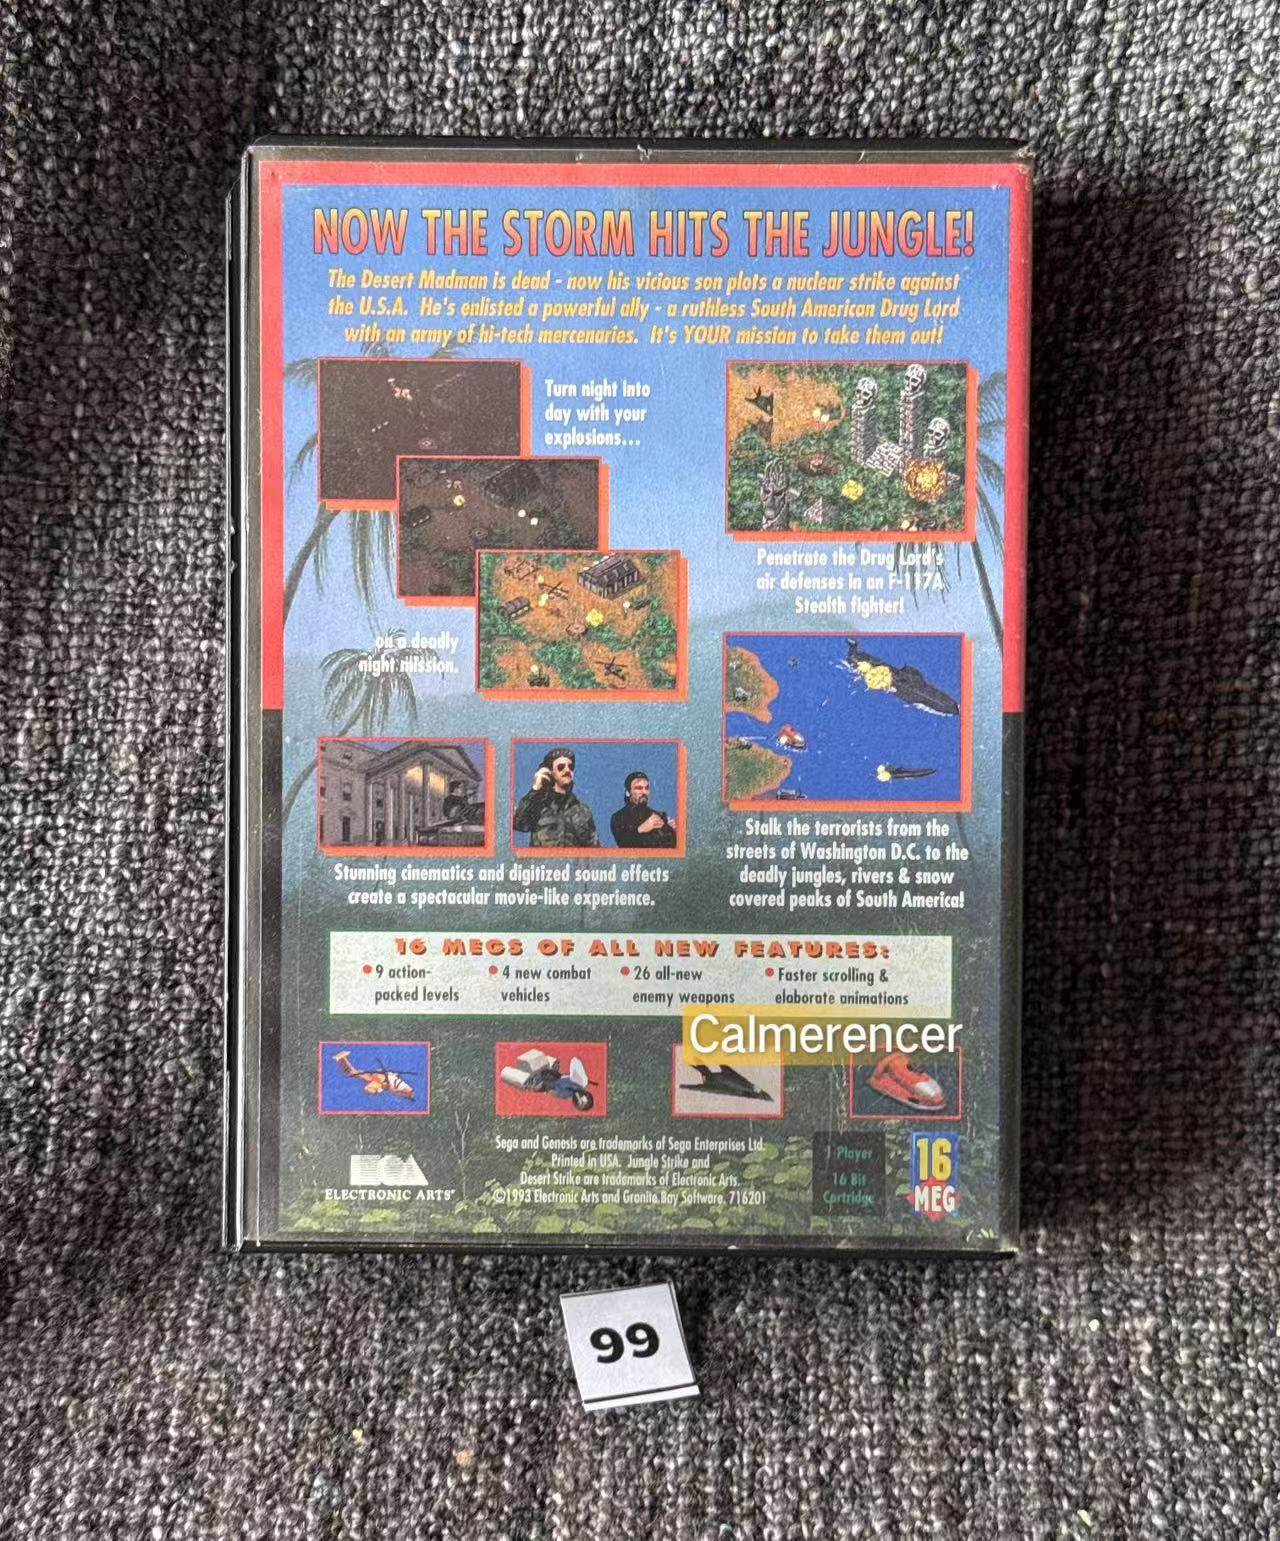 NOW THE STORM HITS THE JUNGLE!
The Desert Madman is dead - now his vicious son plots a nuclear strike against
the U.S.A. He's enlisted a powerful ally - a ruthless South American Drug Lord
with an army of hi-tech mercenaries. It's YOUR mission to take them out!
Turn night into
day with your
explosions...
on a deadly
night mission.
Penetrate the Drug Lord's
air defenses in an F-117A
Stealth fighter!
Stunning cinematics and digitized sound effects
create a spectacular movie-like experience.
Stalk the terrorists from the
streets of Washington D.C. to the
deadly jungles, rivers & snow
covered peaks of South America!
16 MEGS OF ALL NEW FEATURES:
• 9 action-
packed levels
• 4 new combat
vehicles
• 26 all-new
enemy weapons
• Faster scrolling &
elaborate animations
Calmerencer
ELECTRONIC ARTS®
Sega and Genesis are trademarks of Sega Enterprises Ltd.
Printed in USA. Jungle Strike and
Desert Strike are trademarks of Electronic Arts.
©1993 Electronic Arts and Granite Bay Software. 716201
1 Player
16 Bit
Cartridge
16
MEG
99